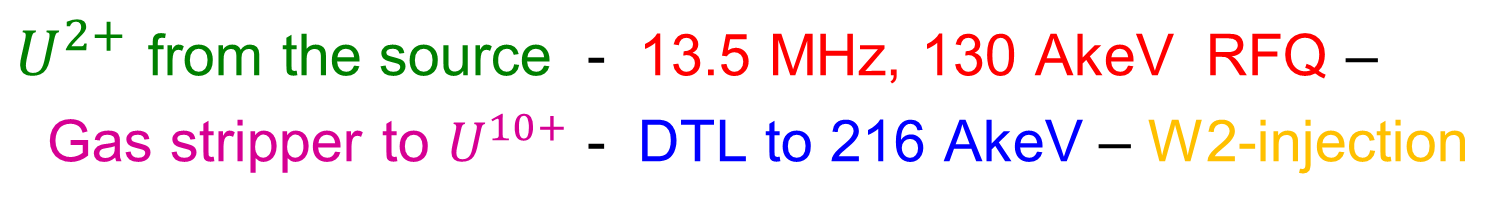 U²⁺ from the source - 13.5 MHz, 130 AkeV RFQ –
Gas stripper to U¹⁰⁺ - DTL to 216 AkeV – W2-injection